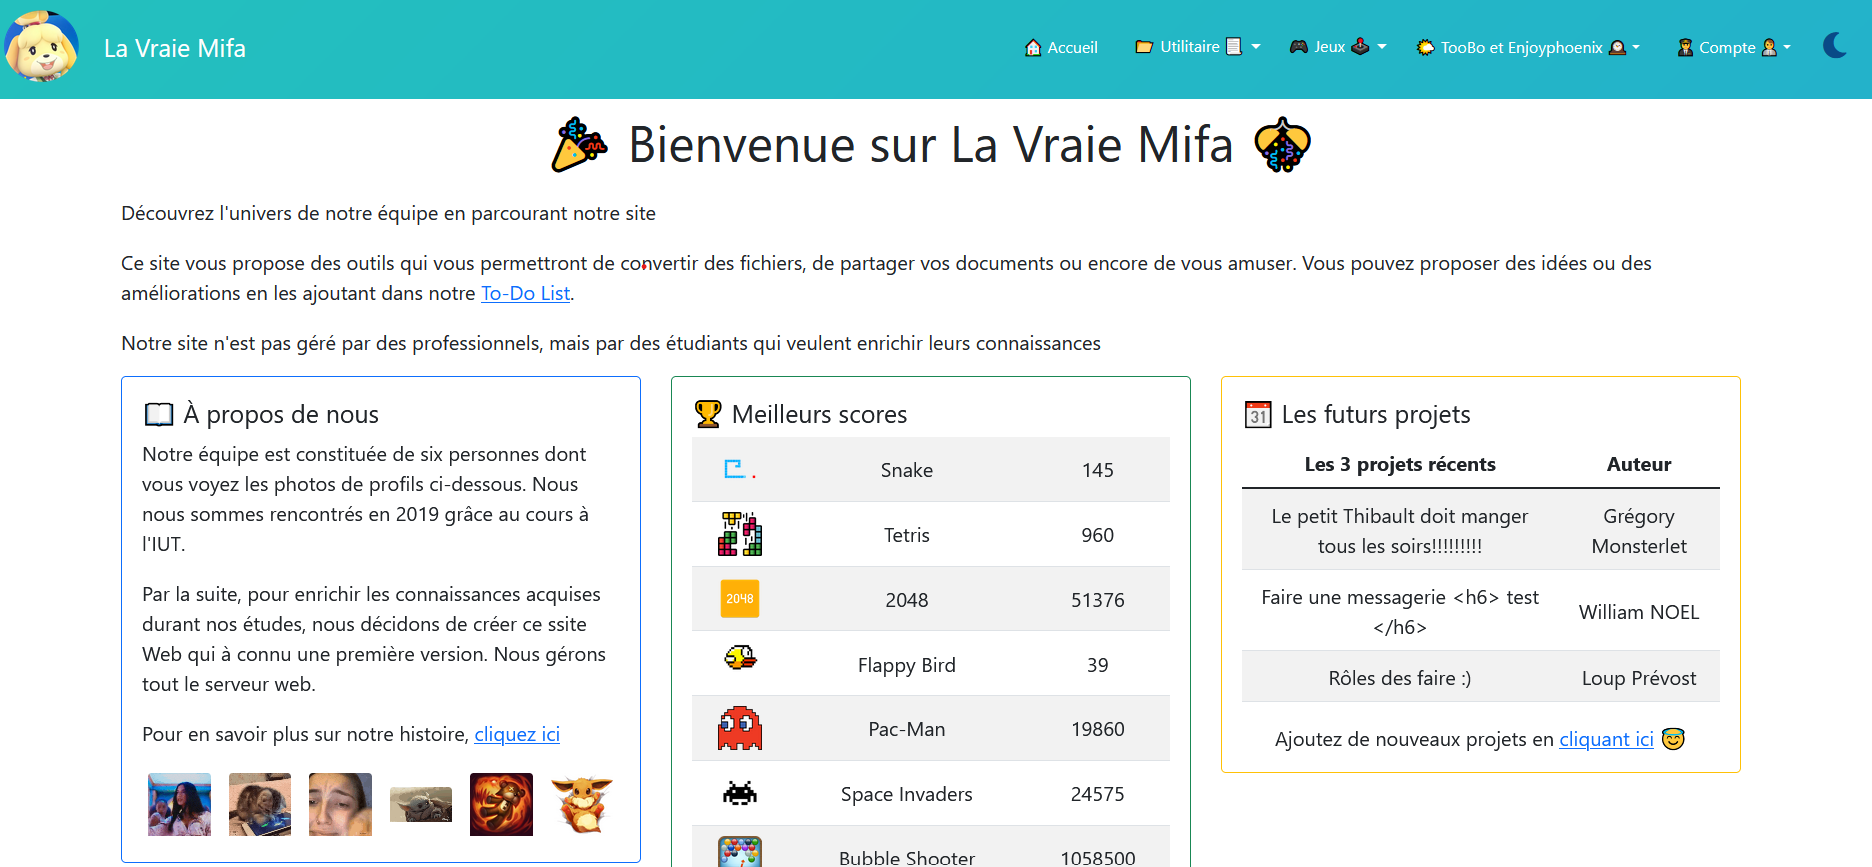 La Vraie Mifa
Accueil
Utilitaire
Jeux
TooBo et Enjoyphoenix
Compte
Bienvenue sur La Vraie Mifa
Découvrez l'univers de notre équipe en parcourant notre site
Ce site vous propose des outils qui vous permettront de convertir des fichiers, de partager vos documents ou encore de vous amuser. Vous pouvez proposer des idées ou des
améliorations en les ajoutant dans notre To-Do List.
Notre site n'est pas géré par des professionnels, mais par des étudiants qui veulent enrichir leurs connaissances
À propos de nous
Notre équipe est constituée de six personnes dont
vous voyez les photos de profils ci-dessous. Nous
nous sommes rencontrés en 2019 grâce au cours à
l'IUT.
Par la suite, pour enrichir les connaissances acquises
durant nos études, nous décidons de créer ce ssite
Web qui à connu une première version. Nous gérons
tout le serveur web.
Pour en savoir plus sur notre histoire, cliquez ici
Meilleurs scores
Snake 145
Tetris 960
2048 2048 51376
Flappy Bird 39
Pac-Man 19860
Space Invaders 24575
Bubble Shooter 1058500
31 Les futurs projets
Les 3 projets récents Auteur
Le petit Thibault doit manger
tous les soirs!!!!!!!!!
Grégory
Monsterlet
Faire une messagerie <h6> test
</h6>
William NOEL
Rôles des faire :) Loup Prévost
Ajoutez de nouveaux projets en cliquant ici